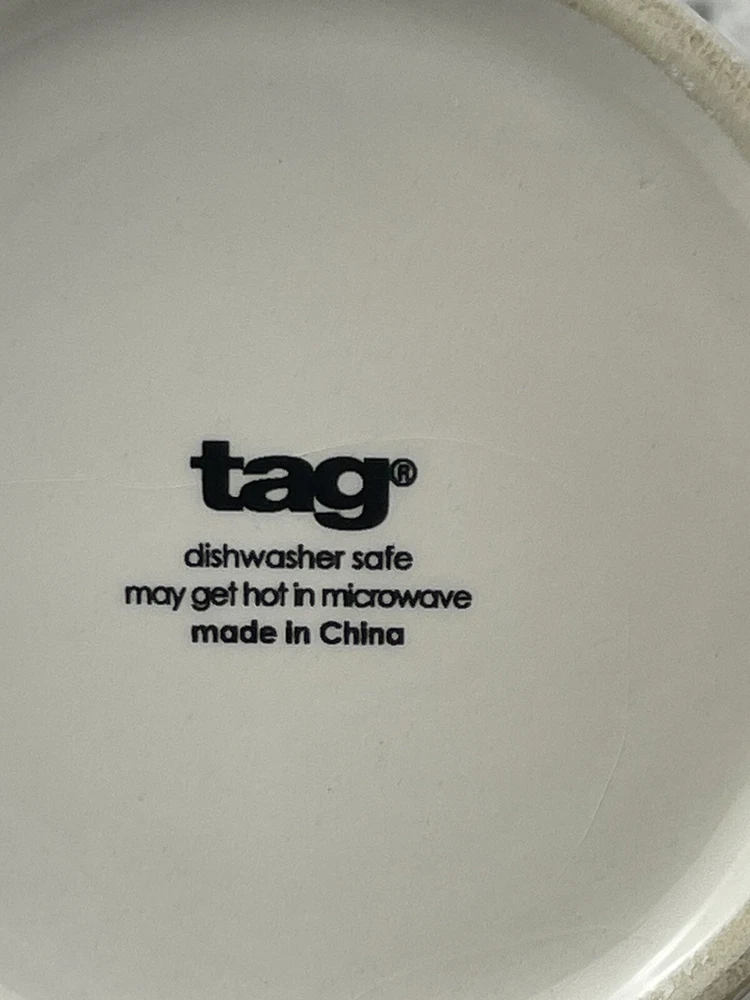 tag®
dishwasher safe
may get hot in microwave
made in China